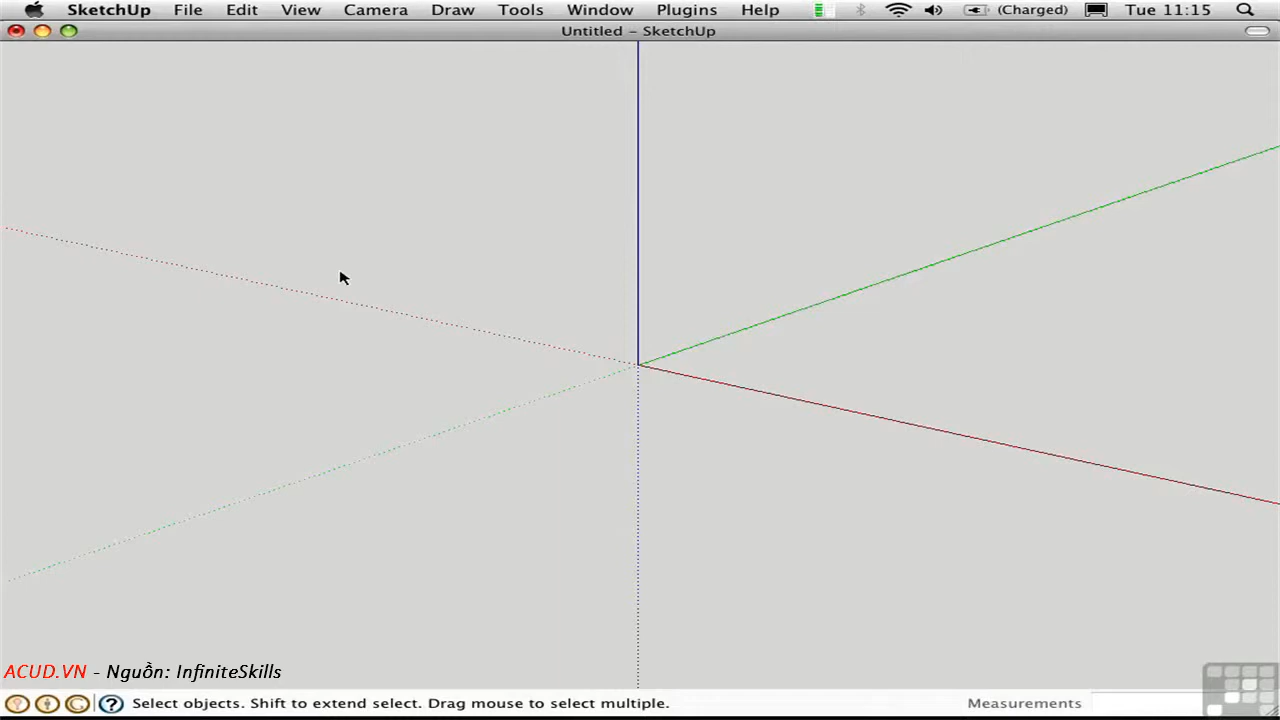 SketchUp File Edit View Camera Draw Tools Window Plugins Help (Charged) Tue 11:15
Untitled – SketchUp
ACUD.VN - Nguồn: InfiniteSkills
Select objects. Shift to extend select. Drag mouse to select multiple. Measurements